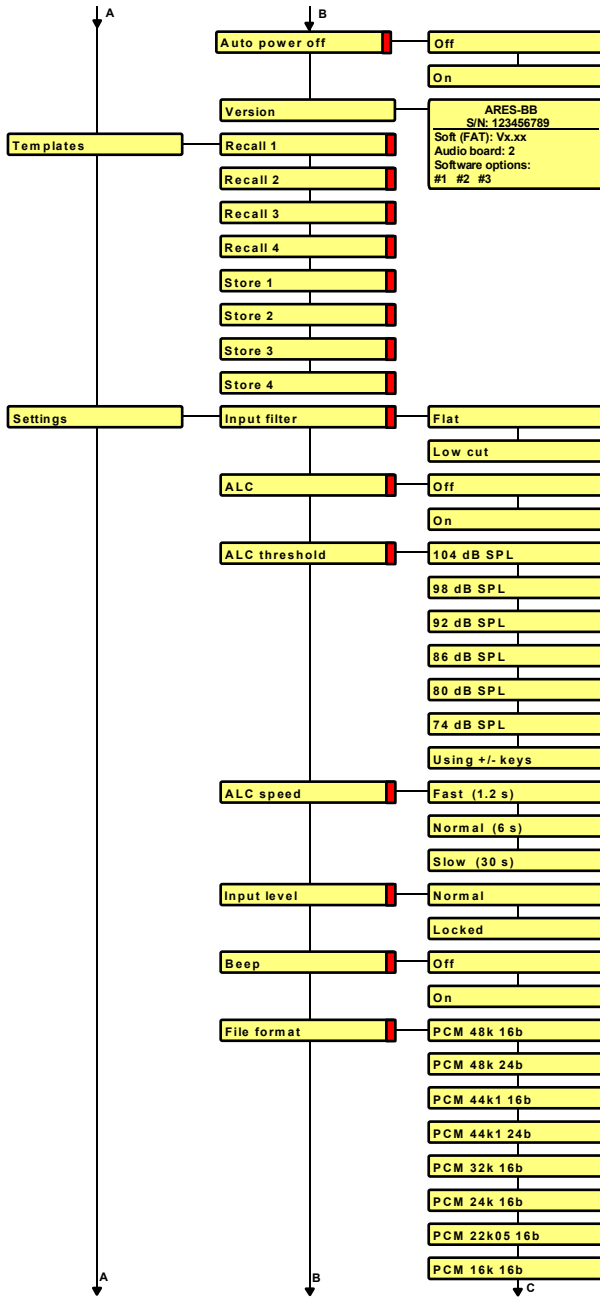 A
B
Auto power off
Off
On
Version
ARES-BB
S/N: 123456789
Soft (FAT): Vx.xx
Audio board: 2
Software options:
#1 #2 #3
Templates
Recall 1
Recall 2
Recall 3
Recall 4
Store 1
Store 2
Store 3
Store 4
Settings
Input filter
Flat
Low cut
ALC
Off
On
ALC threshold
104 dB SPL
98 dB SPL
92 dB SPL
86 dB SPL
80 dB SPL
74 dB SPL
Using +/- keys
ALC speed
Fast (1.2 s)
Normal (6 s)
Slow (30 s)
Input level
Normal
Locked
Beep
Off
On
File format
PCM 48k 16b
PCM 48k 24b
PCM 44k1 16b
PCM 44k1 24b
PCM 32k 16b
PCM 24k 16b
PCM 22k05 16b
PCM 16k 16b
A
B
C